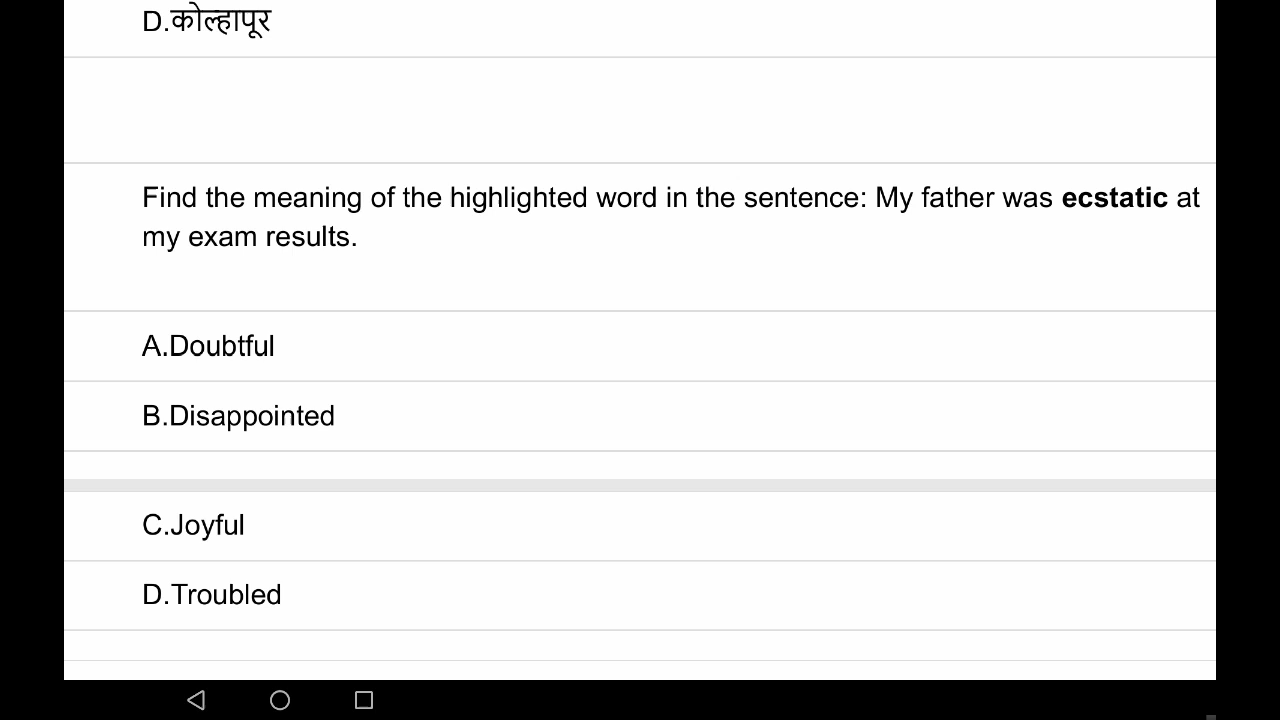 D.कोल्हापूर
Find the meaning of the highlighted word in the sentence: My father was ecstatic at
my exam results.
A.Doubtful
B.Disappointed
C.Joyful
D.Troubled